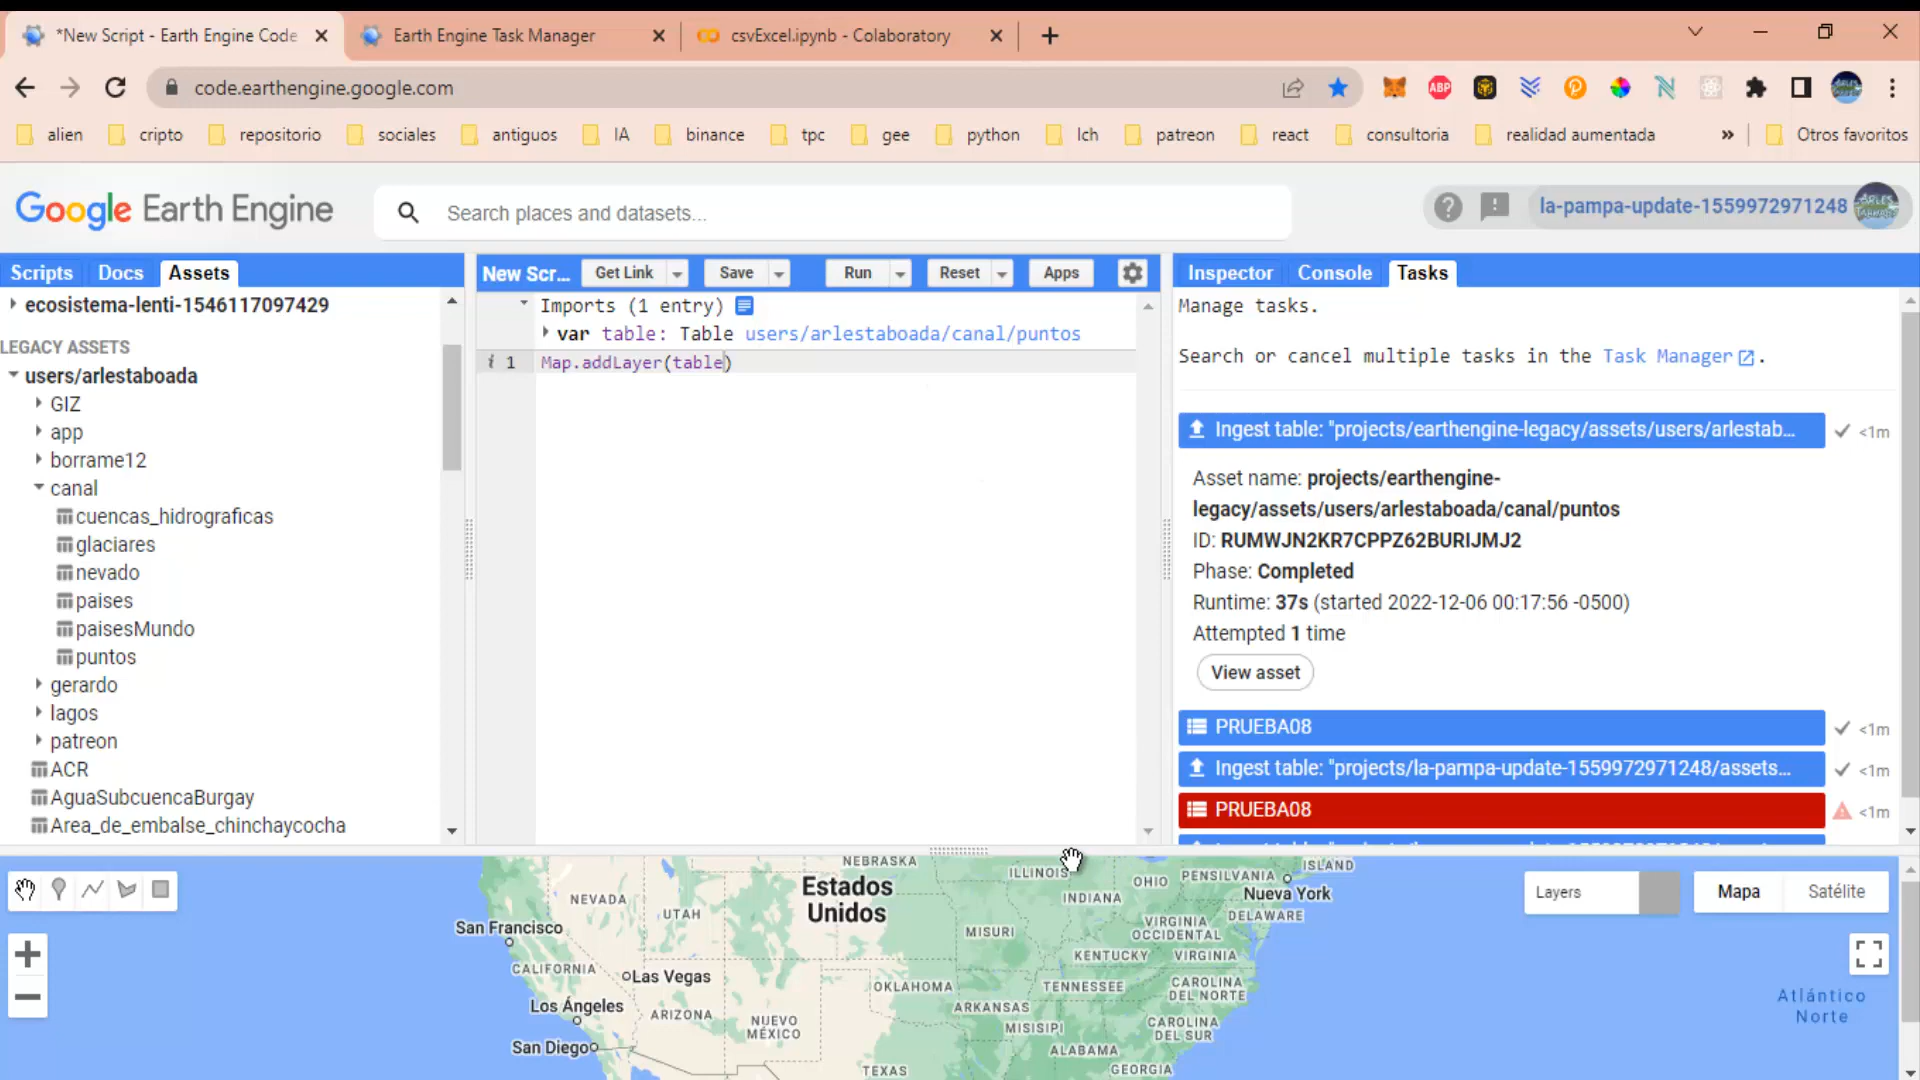 *New Script - Earth Engine Code
Earth Engine Task Manager
csvExcel.ipynb - Colaboratory
code.earthengine.google.com
ABP
alien
cripto
repositorio
sociales
antiguos
IA
binance
tpc
gee
python
lch
patreon
react
consultoria
realidad aumentada
»
Otros favoritos
Google Earth Engine
Search places and datasets...
la-pampa-update-1559972971248
Scripts
Docs
Assets
New Scr...
Get Link
Save
Run
Reset
Apps
Inspector
Console
Tasks
ecosistema-lenti-1546117097429
LEGACY ASSETS
users/arlestaboada
GIZ
app
borrame12
canal
cuencas_hidrograficas
glaciares
nevado
paises
paisesMundo
puntos
gerardo
lagos
patreon
ACR
AguaSubcuencaBurgay
Area_de_embalse_chinchaycocha
Imports (1 entry)
var table: Table users/arlestaboada/canal/puntos
i 1 Map.addLayer(table)
Manage tasks.
Search or cancel multiple tasks in the Task Manager.
Ingest table: "projects/earthengine-legacy/assets/users/arlestab...
<1m
Asset name: projects/earthengine-
legacy/assets/users/arlestaboada/canal/puntos
ID: RUMWJN2KR7CPPZ62BURIJMJ2
Phase: Completed
Runtime: 37s (started 2022-12-06 00:17:56 -0500)
Attempted 1 time
View asset
PRUEBA08
<1m
Ingest table: "projects/la-pampa-update-1559972971248/assets...
<1m
PRUEBA08
<1m
NEBRASKA
ILLINOIS
OHIO
PENSILVANIA
ISLAND
Estados
Unidos
NEVADA
UTAH
INDIANA
Nueva York
DELAWARE
San Francisco
MISURI
VIRGINIA
OCCIDENTAL
KENTUCKY
VIRGINIA
CALIFORNIA
Las Vegas
OKLAHOMA
TENNESSEE
CAROLINA
DEL NORTE
Los Ángeles
ARIZONA
NUEVO
MÉXICO
ARKANSAS
MISISIPI
CAROLINA
DEL SUR
San Diego
ALABAMA
TEXAS
GEORGIA
Layers
Mapa
Satélite
Atlántico
Norte